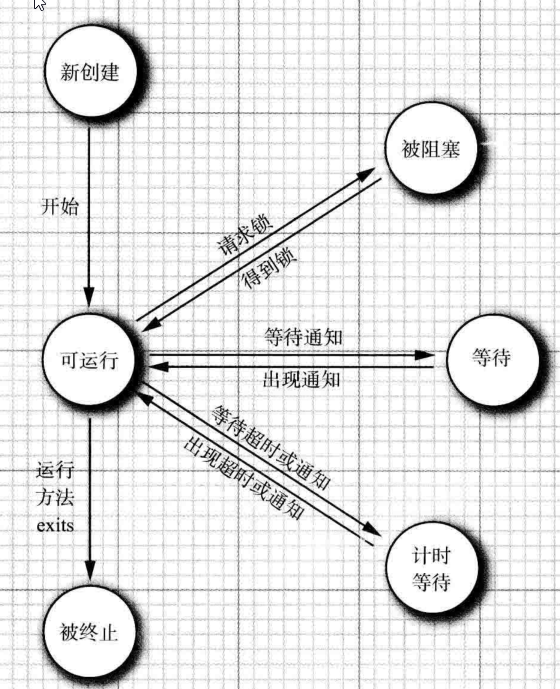 新创建
开始
被阻塞
请求锁
得到锁
可运行
等待通知
出现通知
等待
等待超时或通知
出现超时或通知
运行
方法
exits
计时
等待
被终止